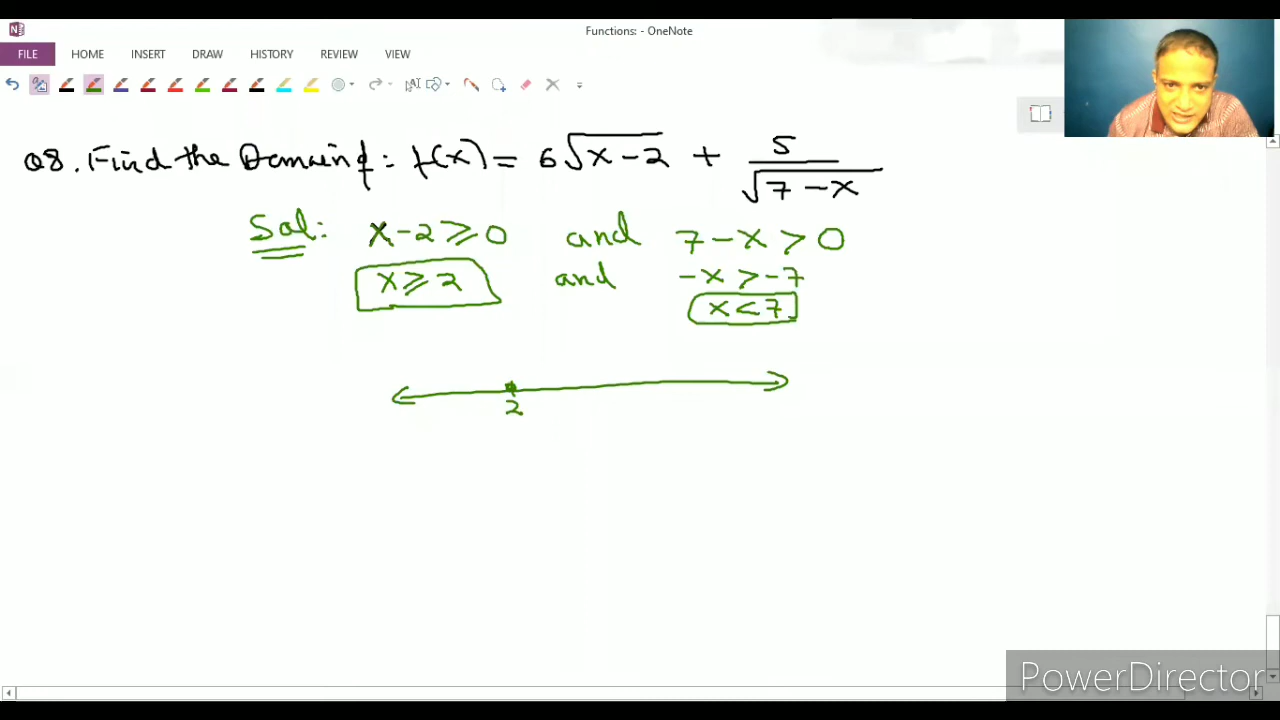 Functions: - OneNote
FILE HOME INSERT DRAW HISTORY REVIEW VIEW
Q8. Find the Domain of : f(x) = 6√(x-2) + 5/√(7-x)
Sol: x-2 ≥ 0 and 7-x > 0
x ≥ 2 and -x > -7
x < 7
2
PowerDirector